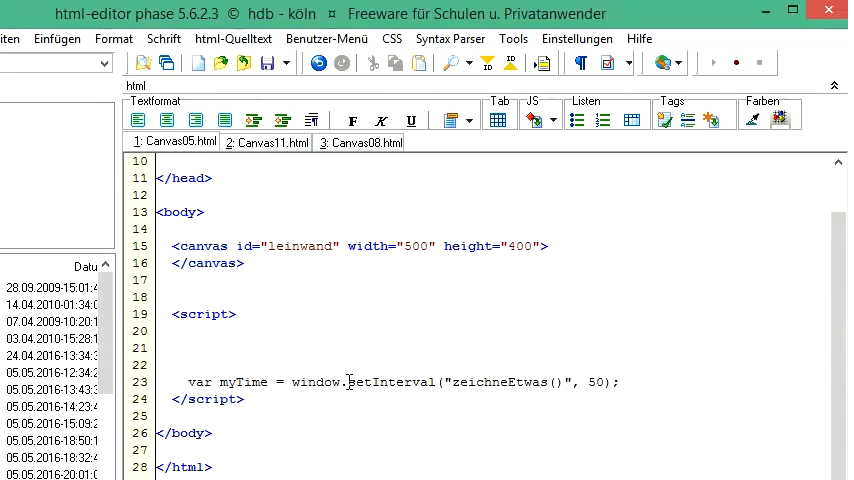 html-editor phase 5.6.2.3 © hdb - köln ¤ Freeware für Schulen u. Privatanwender
iten Einfügen Format Schrift html-Quelltext Benutzer-Menü CSS Syntax Parser Tools Einstellungen Hilfe
html
Textformat Tab JS Listen Tags Farben
F K U
1: Canvas05.html 2: Canvas11.html 3: Canvas08.html
10
11 </head>
12
13 <body>
14
15 <canvas id="leinwand" width="500" height="400">
16 </canvas>
17
18
19 <script>
20
21
22
23 var myTime = window.setInterval("zeichneEtwas()", 50);
24 </script>
25
26 </body>
27
28 </html>
Datu
28.09.2009-15:01:4
14.04.2010-01:34:0
07.04.2009-10:20:1
03.04.2010-15:28:1
24.04.2016-13:34:3
05.05.2016-12:34:2
05.05.2016-13:43:3
05.05.2016-14:23:4
05.05.2016-15:09:2
05.05.2016-18:50:1
05.05.2016-18:32:4
05.05.2016-20:01:0